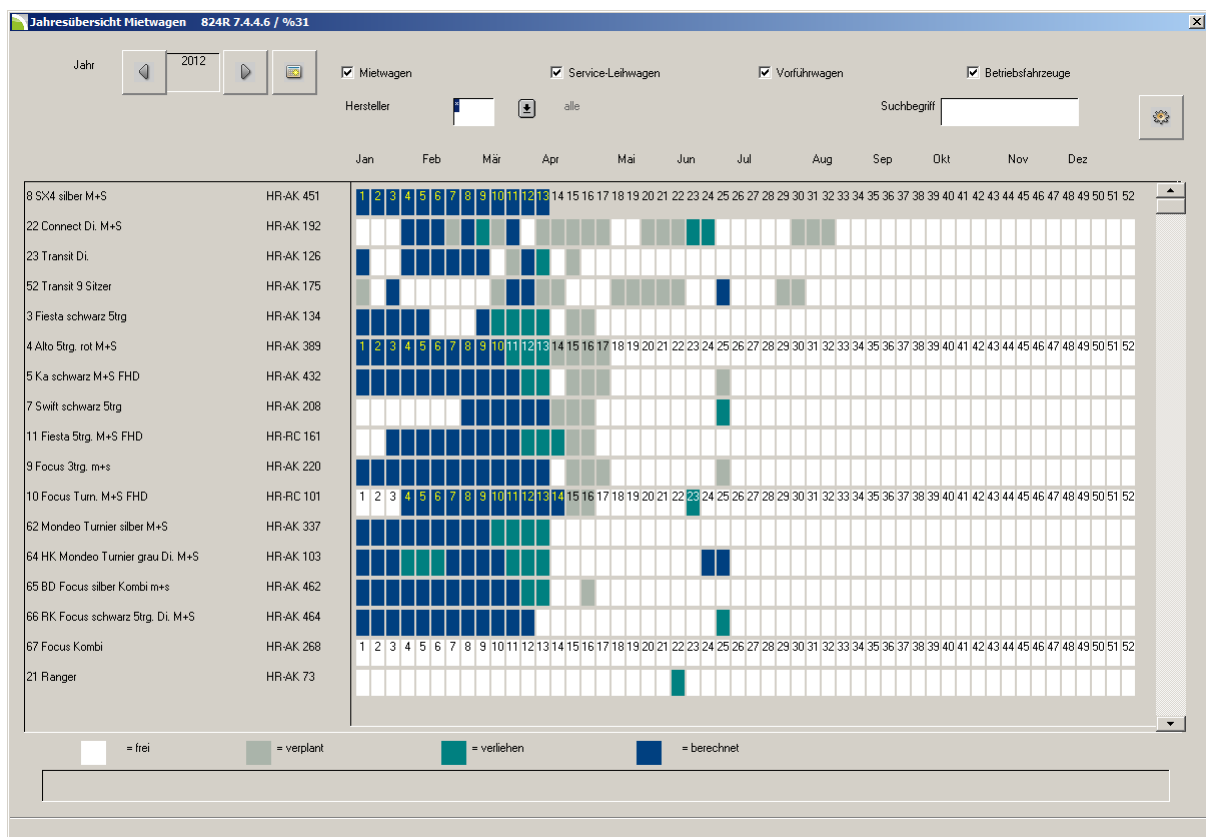 Jahresübersicht Mietwagen 824R 7.4.4.6 / %31
Jahr 2012
Mietwagen Service-Leihwagen Vorführwagen Betriebsfahrzeuge
Hersteller * alle Suchbegriff
Jan Feb Mär Apr Mai Jun Jul Aug Sep Okt Nov Dez
8 SX4 silber M+S HR-AK 451 1 2 3 4 5 6 7 8 9 10 11 12 13 14 15 16 17 18 19 20 21 22 23 24 25 26 27 28 29 30 31 32 33 34 35 36 37 38 39 40 41 42 43 44 45 46 47 48 49 50 51 52
22 Connect Di. M+S HR-AK 192
23 Transit Di. HR-AK 126
52 Transit 9 Sitzer HR-AK 175
3 Fiesta schwarz 5trg HR-AK 134
4 Alto 5trg. rot M+S HR-AK 389 1 2 3 4 5 6 7 8 9 10 11 12 13 14 15 16 17 18 19 20 21 22 23 24 25 26 27 28 29 30 31 32 33 34 35 36 37 38 39 40 41 42 43 44 45 46 47 48 49 50 51 52
5 Ka schwarz M+S FHD HR-AK 432
7 Swift schwarz 5trg HR-AK 208
11 Fiesta 5trg. M+S FHD HR-RC 161
9 Focus 3trg. m+s HR-AK 220
10 Focus Turn. M+S FHD HR-RC 101 1 2 3 4 5 6 7 8 9 10 11 12 13 14 15 16 17 18 19 20 21 22 23 24 25 26 27 28 29 30 31 32 33 34 35 36 37 38 39 40 41 42 43 44 45 46 47 48 49 50 51 52
62 Mondeo Turnier silber M+S HR-AK 337
64 HK Mondeo Turnier grau Di. M+S HR-AK 103
65 BD Focus silber Kombi m+s HR-AK 462
66 RK Focus schwarz 5trg. Di. M+S HR-AK 464
67 Focus Kombi HR-AK 268 1 2 3 4 5 6 7 8 9 10 11 12 13 14 15 16 17 18 19 20 21 22 23 24 25 26 27 28 29 30 31 32 33 34 35 36 37 38 39 40 41 42 43 44 45 46 47 48 49 50 51 52
21 Ranger HR-AK 73
= frei = verplant = verliehen = berechnet